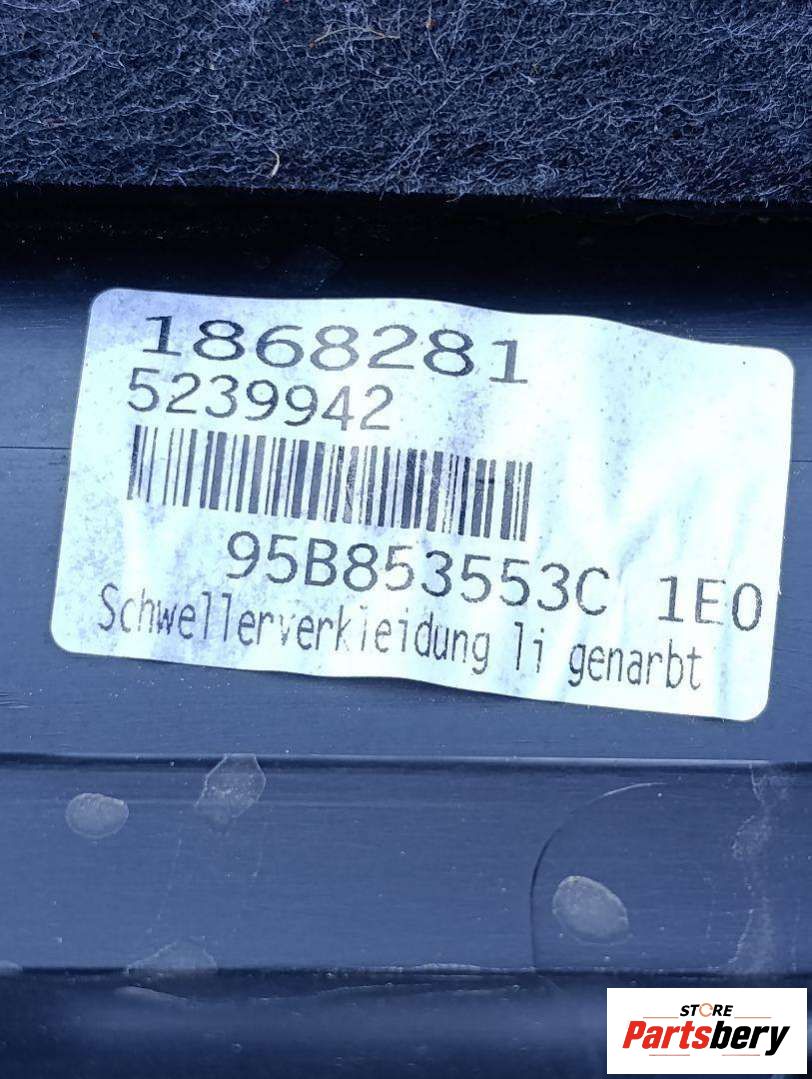 1868281
5239942
95B853553C 1E0
Schwellerverkleidung li genarbt
STORE
Partsbery